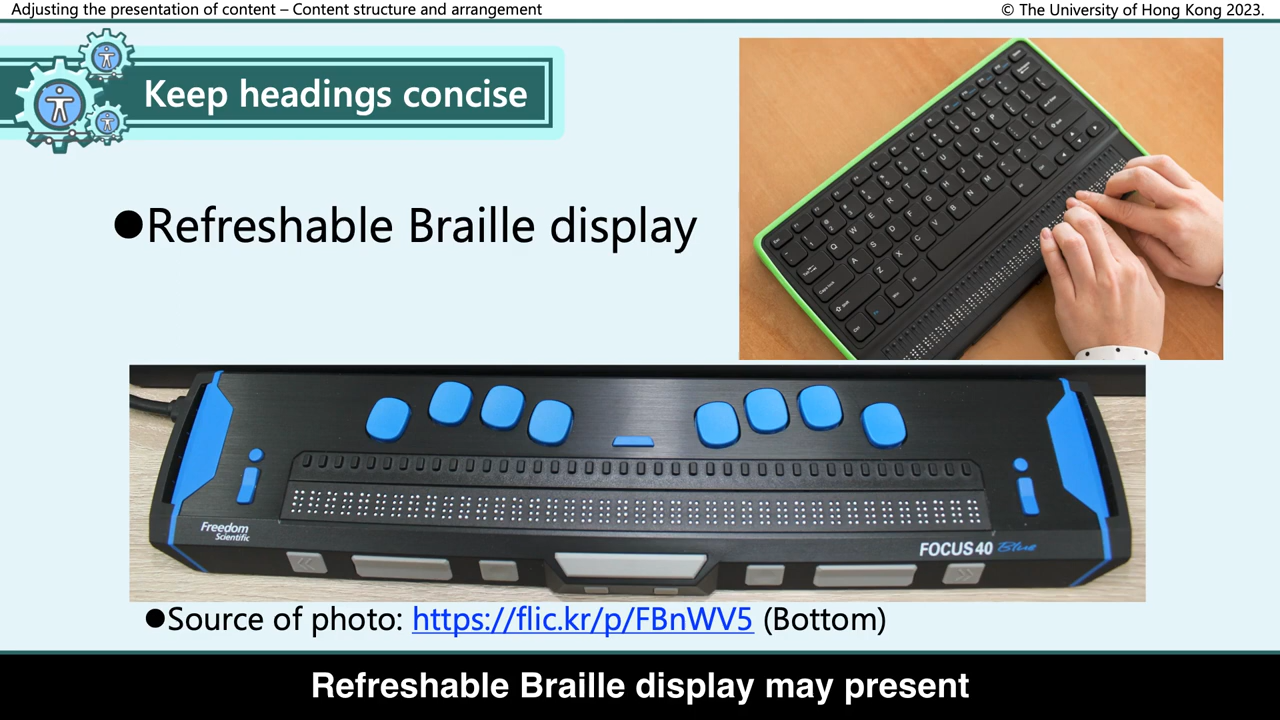 Adjusting the presentation of content – Content structure and arrangement
© The University of Hong Kong 2023.
Keep headings concise
●Refreshable Braille display
Freedom
Scientific
FOCUS 40 Blue
●Source of photo: https://flic.kr/p/FBnWV5 (Bottom)
Refreshable Braille display may present